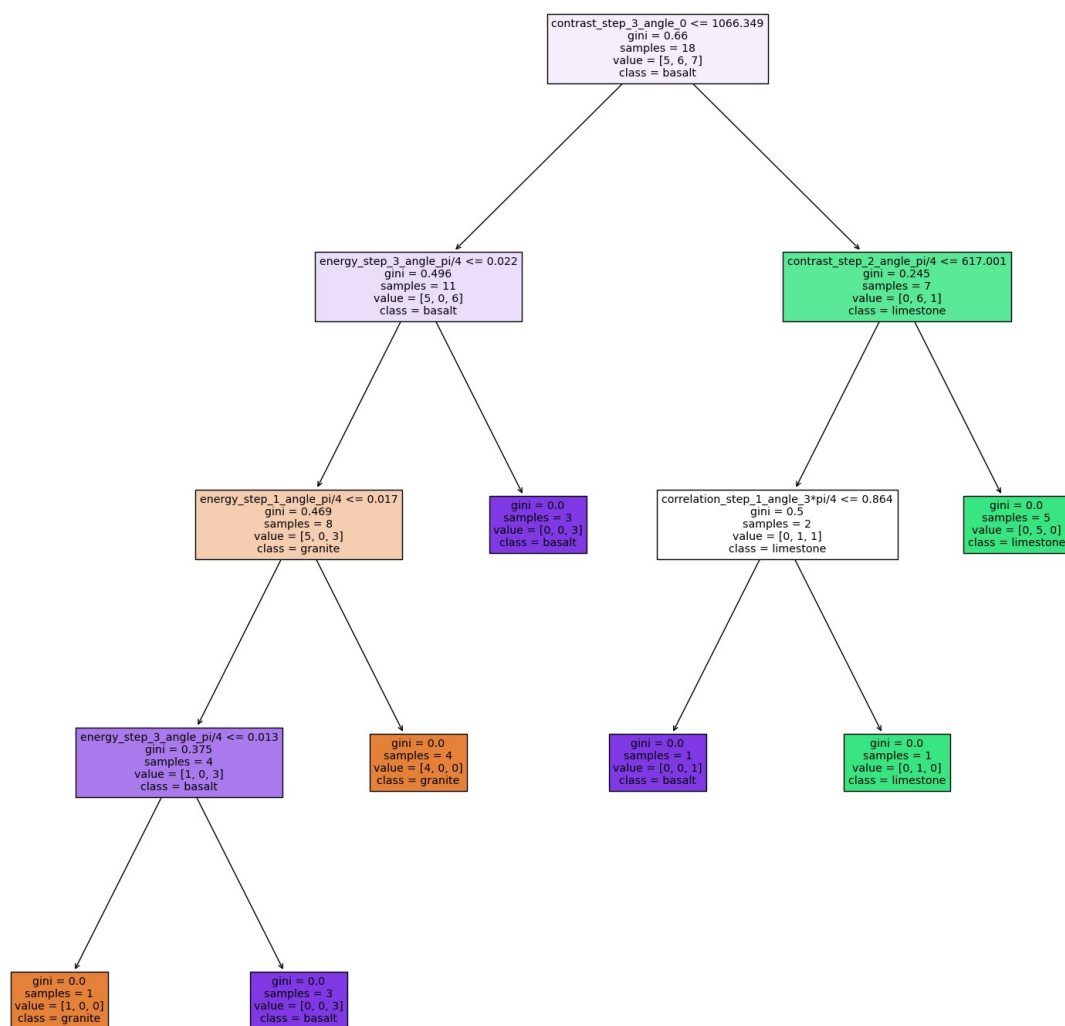 contrast_step_3_angle_0 <= 1066.349
gini = 0.66
samples = 18
value = [5, 6, 7]
class = basalt
energy_step_3_angle_pi/4 <= 0.022
gini = 0.496
samples = 11
value = [5, 0, 6]
class = basalt
contrast_step_2_angle_pi/4 <= 617.001
gini = 0.245
samples = 7
value = [0, 6, 1]
class = limestone
energy_step_1_angle_pi/4 <= 0.017
gini = 0.469
samples = 8
value = [5, 0, 3]
class = granite
gini = 0.0
samples = 3
value = [0, 0, 3]
class = basalt
correlation_step_1_angle_3*pi/4 <= 0.864
gini = 0.5
samples = 2
value = [0, 1, 1]
class = limestone
gini = 0.0
samples = 5
value = [0, 5, 0]
class = limestone
energy_step_3_angle_pi/4 <= 0.013
gini = 0.375
samples = 4
value = [1, 0, 3]
class = basalt
gini = 0.0
samples = 4
value = [4, 0, 0]
class = granite
gini = 0.0
samples = 1
value = [0, 0, 1]
class = basalt
gini = 0.0
samples = 1
value = [0, 1, 0]
class = limestone
gini = 0.0
samples = 1
value = [1, 0, 0]
class = granite
gini = 0.0
samples = 3
value = [0, 0, 3]
class = basalt